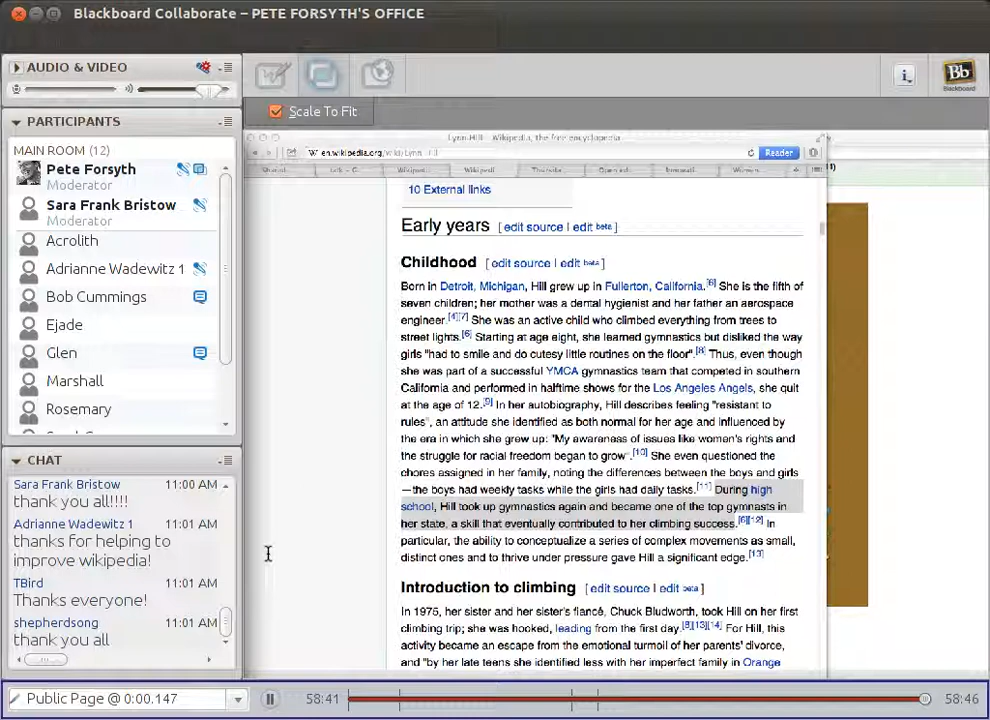 Blackboard Collaborate – PETE FORSYTH'S OFFICE
AUDIO & VIDEO
PARTICIPANTS
MAIN ROOM (12)
Pete Forsyth
Moderator
Sara Frank Bristow
Moderator
Acrolith
Adrianne Wadewitz 1
Bob Cummings
Ejade
Glen
Marshall
Rosemary
CHAT
Sara Frank Bristow 11:00 AM
thank you all!!!!
Adrianne Wadewitz 1 11:01 AM
thanks for helping to
improve wikipedia!
TBird 11:01 AM
Thanks everyone!
shepherdsong 11:01 AM
thank you all
Public Page @ 0:00.147
58:41
58:46
i
Bb
Blackboard
Scale To Fit
Lynn Hill - Wikipedia, the free encyclopedia
W en.wikipedia.org/wiki/Lynn_Hill
Reader
10 External links
Early years [ edit source | edit beta ]
Childhood [ edit source | edit beta ]
Born in Detroit, Michigan, Hill grew up in Fullerton, California.[6] She is the fifth of
seven children; her mother was a dental hygienist and her father an aerospace
engineer.[4][7] She was an active child who climbed everything from trees to
street lights.[6] Starting at age eight, she learned gymnastics but disliked the way
girls "had to smile and do cutesy little routines on the floor".[8] Thus, even though
she was part of a successful YMCA gymnastics team that competed in southern
California and performed in halftime shows for the Los Angeles Angels, she quit
at the age of 12.[9] In her autobiography, Hill describes feeling "resistant to
rules", an attitude she identified as both normal for her age and influenced by
the era in which she grew up: "My awareness of issues like women's rights and
the struggle for racial freedom began to grow".[10] She even questioned the
chores assigned in her family, noting the differences between the boys and girls
—the boys had weekly tasks while the girls had daily tasks.[11] During high
school, Hill took up gymnastics again and became one of the top gymnasts in
her state, a skill that eventually contributed to her climbing success.[6][12] In
particular, the ability to conceptualize a series of complex movements as small,
distinct ones and to thrive under pressure gave Hill a significant edge.[13]
Introduction to climbing [ edit source | edit beta ]
In 1975, her sister and her sister's fiancé, Chuck Bludworth, took Hill on her first
climbing trip; she was hooked, leading from the first day.[8][13][14] For Hill, this
activity became an escape from the emotional turmoil of her parents' divorce,
and "by her late teens she identified less with her imperfect family in Orange